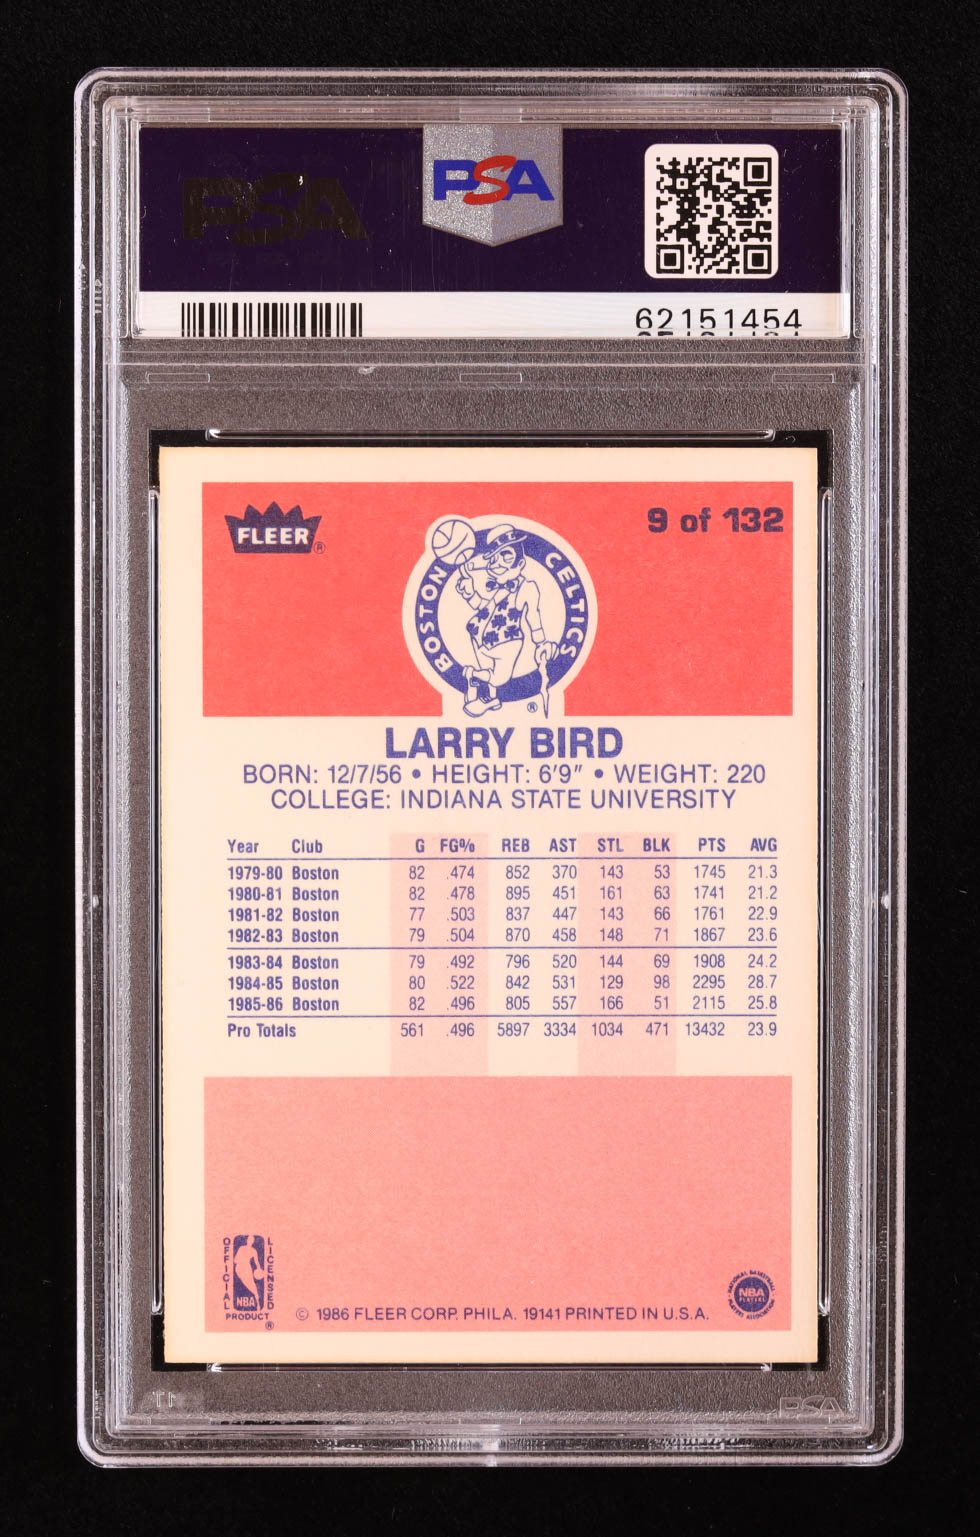 PSA
PSA
62151454
FLEER®
9 of 132
BOSTON CELTICS
®
LARRY BIRD
BORN: 12/7/56 • HEIGHT: 6'9" • WEIGHT: 220
COLLEGE: INDIANA STATE UNIVERSITY
Year Club G FG% REB AST STL BLK PTS AVG
1979-80 Boston 82 .474 852 370 143 53 1745 21.3
1980-81 Boston 82 .478 895 451 161 63 1741 21.2
1981-82 Boston 77 .503 837 447 143 66 1761 22.9
1982-83 Boston 79 .504 870 458 148 71 1867 23.6
1983-84 Boston 79 .492 796 520 144 69 1908 24.2
1984-85 Boston 80 .522 842 531 129 98 2295 28.7
1985-86 Boston 82 .496 805 557 166 51 2115 25.8
Pro Totals 561 .496 5897 3334 1034 471 13432 23.9
OFFICIAL LICENSED
NBA
PRODUCT
®
© 1986 FLEER CORP. PHILA. 19141 PRINTED IN U.S.A.
NATIONAL BASKETBALL
NBA
PLAYERS
PLAYERS ASSOCIATION
PSA